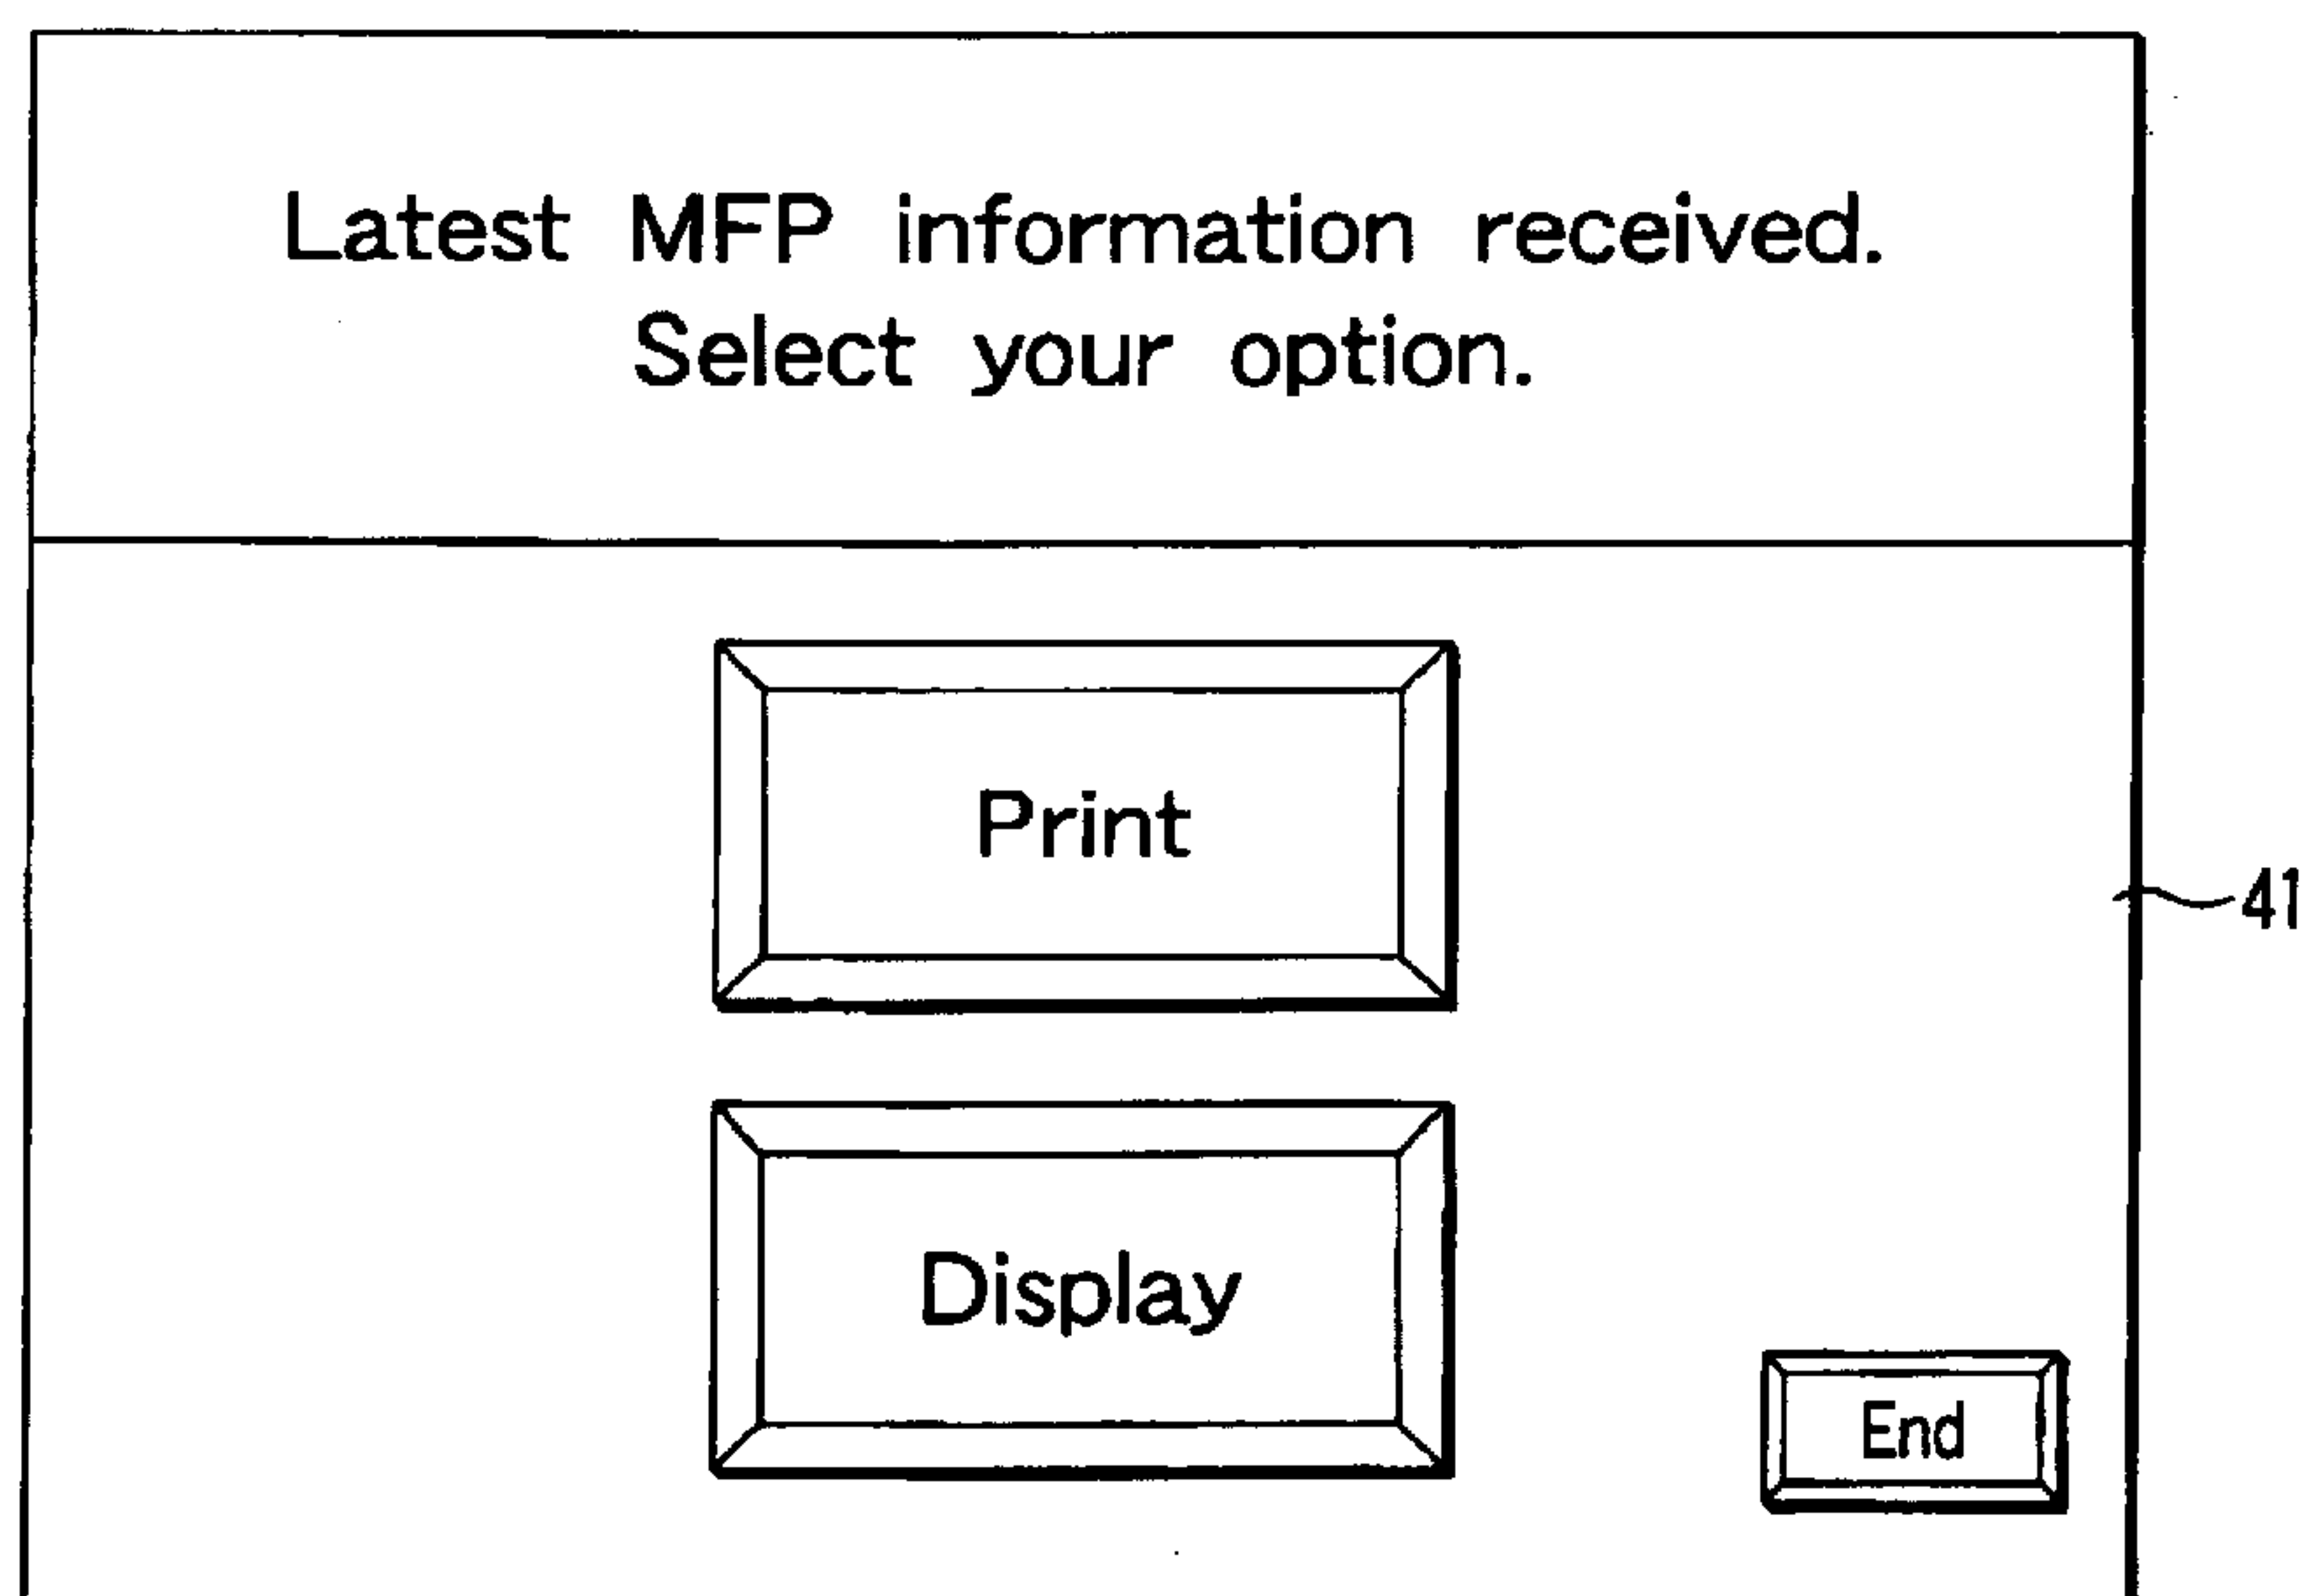 Latest MFP information received.
Select your option.
Print
41
Display
End